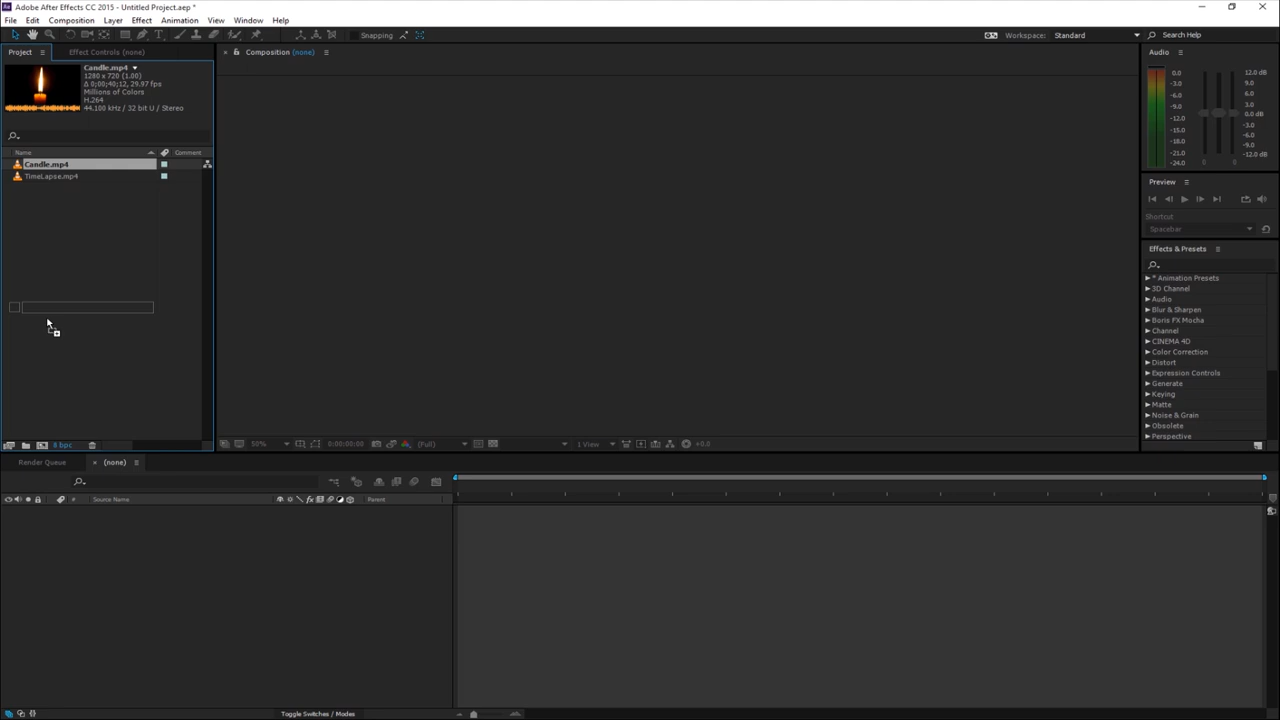 Adobe After Effects CC 2015 - Untitled Project.aep *
File Edit Composition Layer Effect Animation View Window Help
Snapping
Workspace: Standard
Search Help
Project
Effect Controls (none)
Composition (none)
Audio
Candle.mp4
1280 x 720 (1.00)
Δ 0;00;40;12, 29.97 fps
Millions of Colors
H.264
44.100 kHz / 32 bit U / Stereo
0.0
-3.0
-6.0
-9.0
-12.0
-15.0
-18.0
-21.0
-24.0
12.0 dB
9.0
6.0
3.0
0.0 dB
-3.0
-6.0
-9.0
-12.0 dB
0 0
Name Comment
Candle.mp4
TimeLapse.mp4
Preview
Shortcut
Spacebar
Effects & Presets
* Animation Presets
3D Channel
Audio
Blur & Sharpen
Boris FX Mocha
Channel
CINEMA 4D
Color Correction
Distort
Expression Controls
Generate
Keying
Matte
Noise & Grain
Obsolete
Perspective
8 bpc
50% 0:00:00:00 (Full) 1 View +0.0
Render Queue
(none)
# Source Name Parent
Toggle Switches / Modes